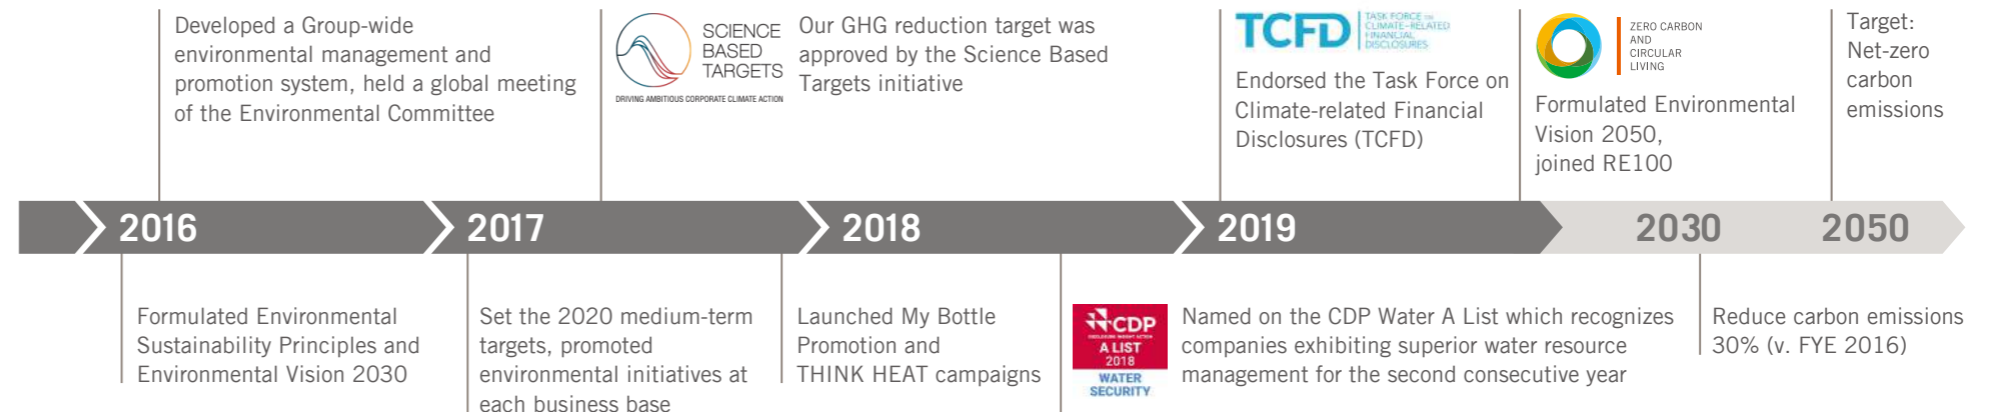 Developed a Group-wide
environmental management and
promotion system, held a global meeting
of the Environmental Committee
SCIENCE
BASED
TARGETS
DRIVING AMBITIOUS CORPORATE CLIMATE ACTION
Our GHG reduction target was
approved by the Science Based
Targets initiative
TCFD
TASK FORCE ON
CLIMATE-RELATED
FINANCIAL
DISCLOSURES
Endorsed the Task Force on
Climate-related Financial
Disclosures (TCFD)
ZERO CARBON
AND
CIRCULAR
LIVING
Formulated Environmental
Vision 2050,
joined RE100
Target:
Net-zero
carbon
emissions
2016
2017
2018
2019
2030
2050
Formulated Environmental
Sustainability Principles and
Environmental Vision 2030
Set the 2020 medium-term
targets, promoted
environmental initiatives at
each business base
Launched My Bottle
Promotion and
THINK HEAT campaigns
CDP
DISCLOSURE INSIGHT ACTION
A LIST
2018
WATER
SECURITY
Named on the CDP Water A List which recognizes
companies exhibiting superior water resource
management for the second consecutive year
Reduce carbon emissions
30% (v. FYE 2016)